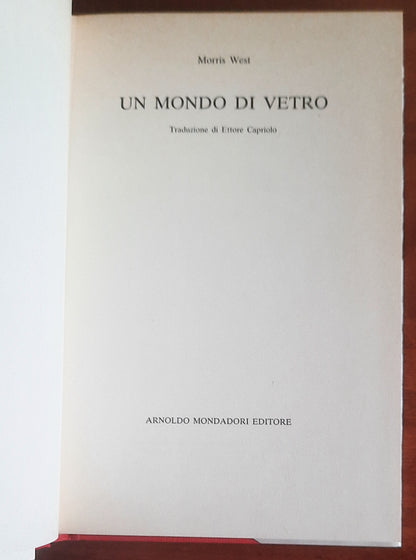 Morris West
UN MONDO DI VETRO
Traduzione di Ettore Capriolo
ARNOLDO MONDADORI EDITORE